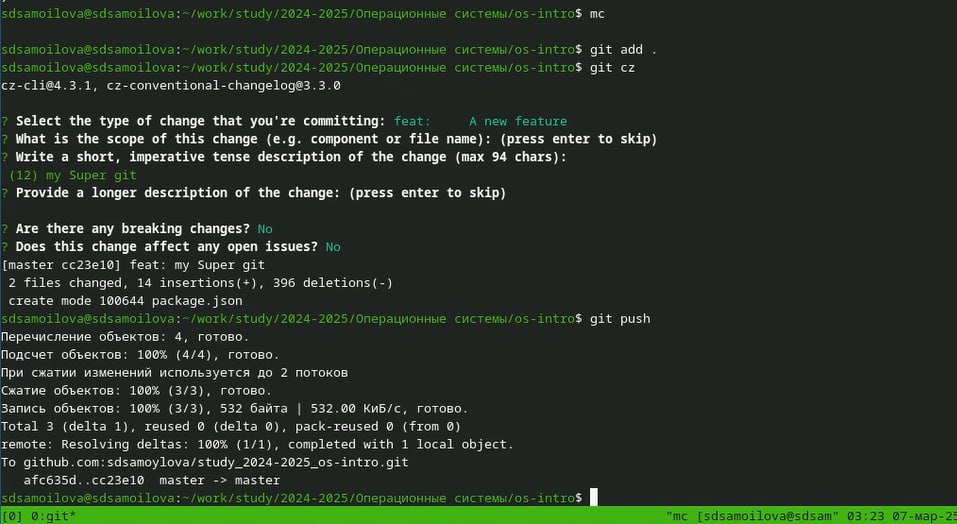 sdsamoilova@sdsamoilova:~/work/study/2024-2025/Операционные системы/os-intro$ mc
sdsamoilova@sdsamoilova:~/work/study/2024-2025/Операционные системы/os-intro$ git add .
sdsamoilova@sdsamoilova:~/work/study/2024-2025/Операционные системы/os-intro$ git cz
cz-cli@4.3.1, cz-conventional-changelog@3.3.0
? Select the type of change that you're committing: feat:     A new feature
? What is the scope of this change (e.g. component or file name): (press enter to skip)
? Write a short, imperative tense description of the change (max 94 chars):
 (12) my Super git
? Provide a longer description of the change: (press enter to skip)
? Are there any breaking changes? No
? Does this change affect any open issues? No
[master cc23e10] feat: my Super git
 2 files changed, 14 insertions(+), 396 deletions(-)
 create mode 100644 package.json
sdsamoilova@sdsamoilova:~/work/study/2024-2025/Операционные системы/os-intro$ git push
Перечисление объектов: 4, готово.
Подсчет объектов: 100% (4/4), готово.
При сжатии изменений используется до 2 потоков
Сжатие объектов: 100% (3/3), готово.
Запись объектов: 100% (3/3), 532 байта | 532.00 КиБ/с, готово.
Total 3 (delta 1), reused 0 (delta 0), pack-reused 0 (from 0)
remote: Resolving deltas: 100% (1/1), completed with 1 local object.
To github.com:sdsamoylova/study_2024-2025_os-intro.git
   afc635d..cc23e10  master -> master
sdsamoilova@sdsamoilova:~/work/study/2024-2025/Операционные системы/os-intro$
[0] 0:git* "mc [sdsamoilova@sdsam" 03:23 07-мар-25